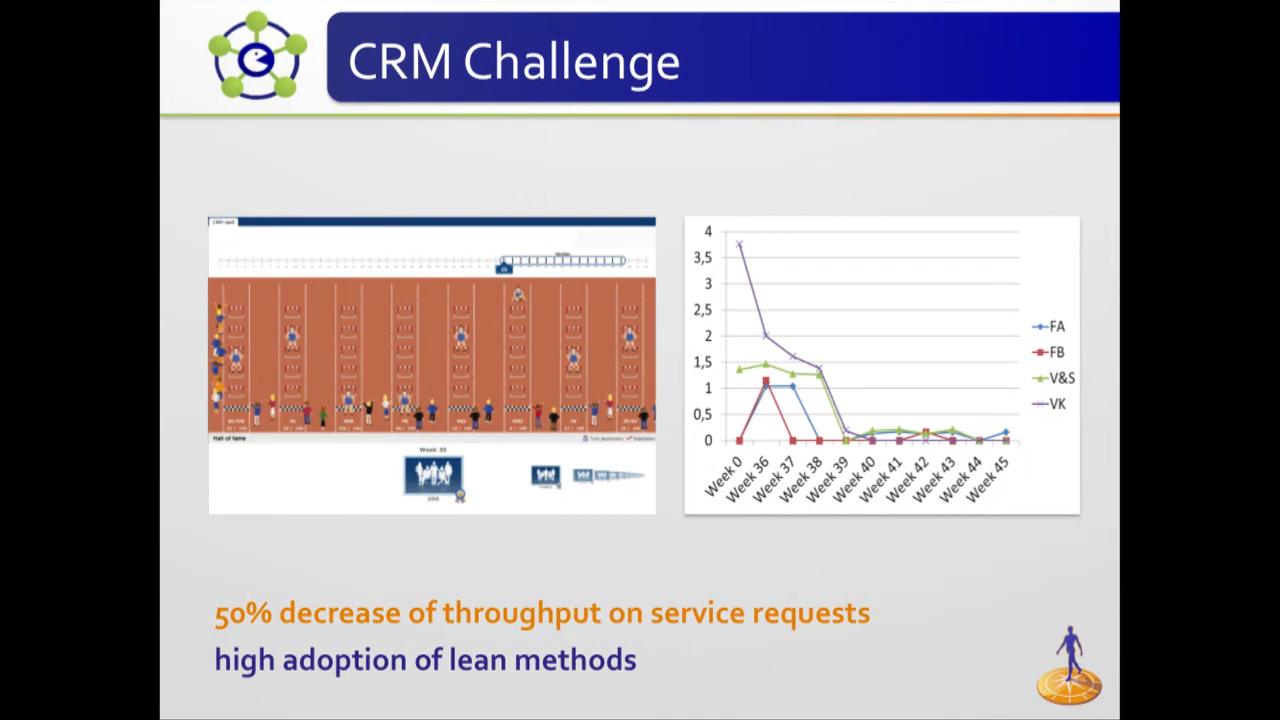 CRM Challenge
Hall of fame
Week 35
4
3,5
3
2,5
2
1,5
1
0,5
0
Week 0
Week 36
Week 37
Week 38
Week 39
Week 40
Week 41
Week 42
Week 43
Week 44
Week 45
FA
FB
V&S
VK
50% decrease of throughput on service requests
high adoption of lean methods